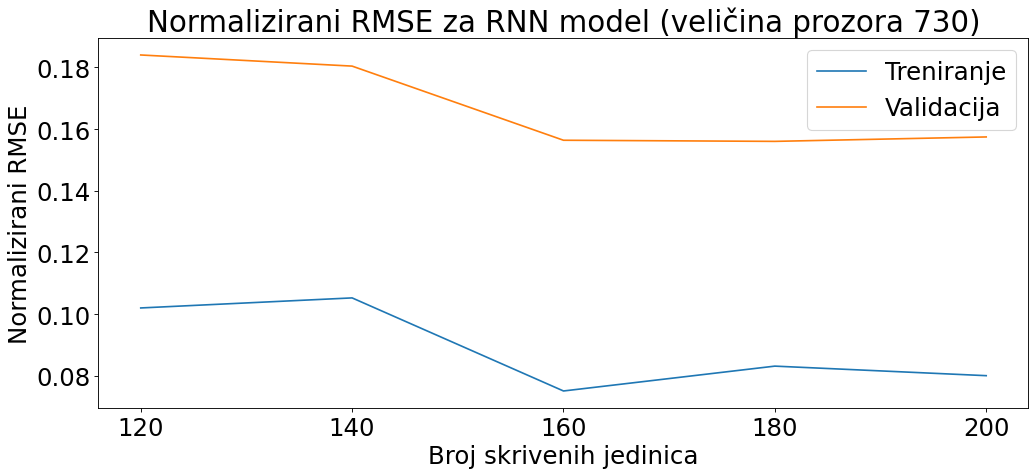 Normalizirani RMSE za RNN model (veličina prozora 730)
Treniranje
Validacija
Normalizirani RMSE
0.18
0.16
0.14
0.12
0.10
0.08
120 140 160 180 200
Broj skrivenih jedinica